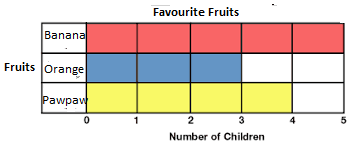 Favourite Fruits
Banana
Orange
Fruits
Pawpaw
0 1 2 3 4 5
Number of Children